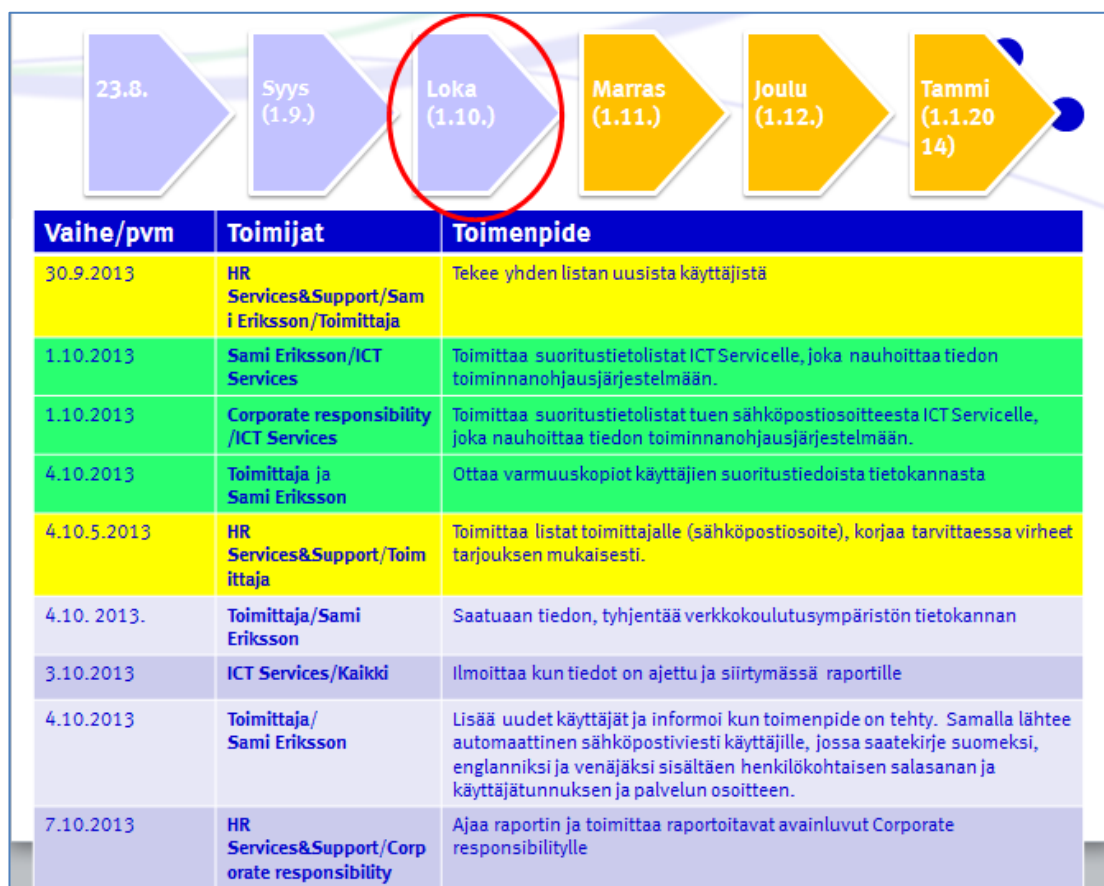 23.8.
Syys
(1.9.)
Loka
(1.10.)
Marras
(1.11.)
Joulu
(1.12.)
Tammi
(1.1.20
14)
Vaihe/pvm Toimijat Toimenpide
30.9.2013 HR Tekee yhden listan uusista käyttäjistä
Services&Support/Sam
i Eriksson/Toimittaja
1.10.2013 Sami Eriksson/ICT Toimittaa suoritustietolistat ICT Servicelle, joka nauhoittaa tiedon
Services toiminnanohjausjärjestelmään.
1.10.2013 Corporate responsibility Toimittaa suoritustietolistat tuen sähköpostiosoitteesta ICT Servicelle,
/ICT Services joka nauhoittaa tiedon toiminnanohjausjärjestelmään.
4.10.2013 Toimittaja ja Ottaa varmuuskopiot käyttäjien suoritustiedoista tietokannasta
Sami Eriksson
4.10.5.2013 HR Toimittaa listat toimittajalle (sähköpostiosoite), korjaa tarvittaessa virheet
Services&Support/Toim tarjouksen mukaisesti.
ittaja
4.10. 2013. Toimittaja/Sami Saatuaan tiedon, tyhjentää verkkokoulutusympäristön tietokannan
Eriksson
3.10.2013 ICT Services/Kaikki Ilmoittaa kun tiedot on ajettu ja siirtymässä raportille
4.10.2013 Toimittaja/ Lisää uudet käyttäjät ja informoi kun toimenpide on tehty. Samalla lähtee
Sami Eriksson automaattinen sähköpostiviesti käyttäjille, jossa saatekirje suomeksi,
englanniksi ja venäjäksi sisältäen henkilökohtaisen salasanan ja
käyttäjätunnuksen ja palvelun osoitteen.
7.10.2013 HR Ajaa raportin ja toimittaa raportoitavat avainluvut Corporate
Services&Support/Corp responsibilitylle
orate responsibility